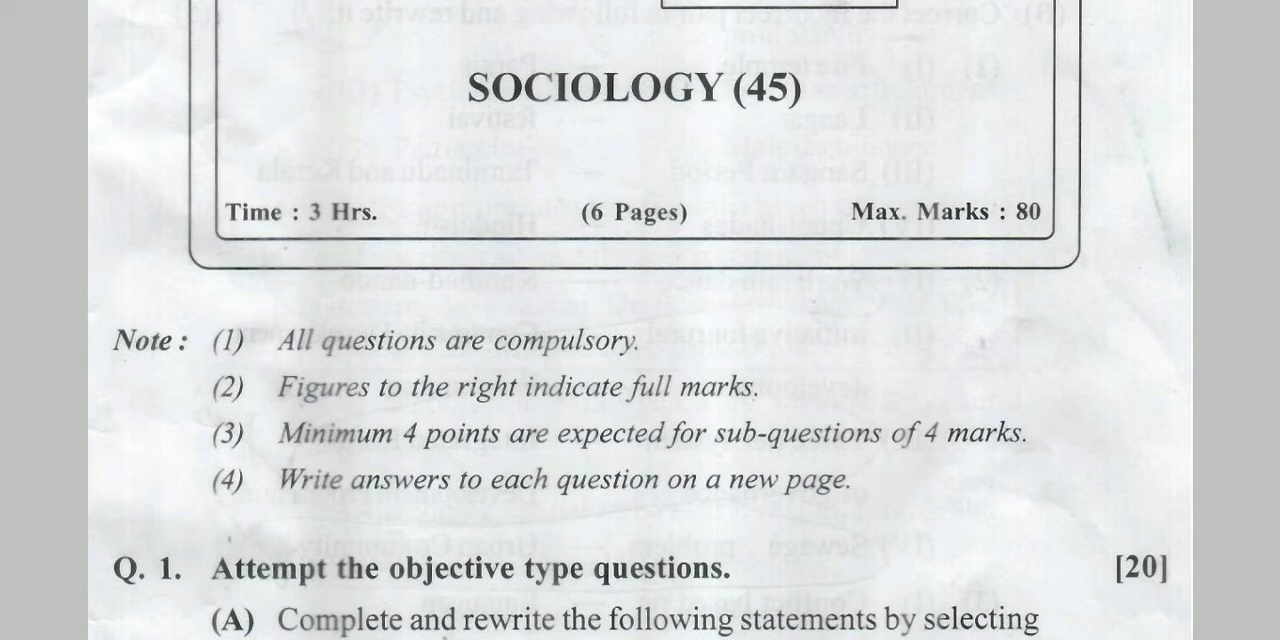 SOCIOLOGY (45)
Time : 3 Hrs. (6 Pages) Max. Marks : 80
Note : (1) All questions are compulsory.
(2) Figures to the right indicate full marks.
(3) Minimum 4 points are expected for sub-questions of 4 marks.
(4) Write answers to each question on a new page.
Q. 1. Attempt the objective type questions. [20]
(A) Complete and rewrite the following statements by selecting